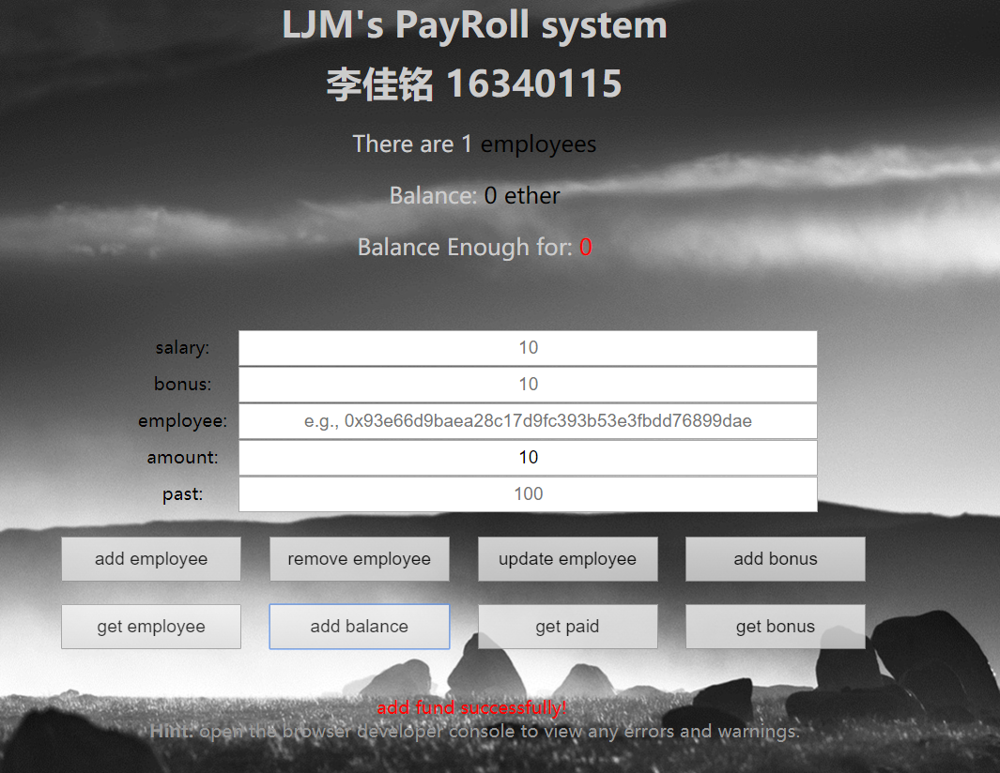 LJM's PayRoll system
李佳铭 16340115
There are 1 employees
Balance: 0 ether
Balance Enough for: 0
salary: 10
bonus: 10
employee: e.g., 0x93e66d9baea28c17d9fc393b53e3fbdd76899dae
amount: 10
past: 100
add employee remove employee update employee add bonus
get employee add balance get paid get bonus
add fund successfully!
Hint: open the browser developer console to view any errors and warnings.